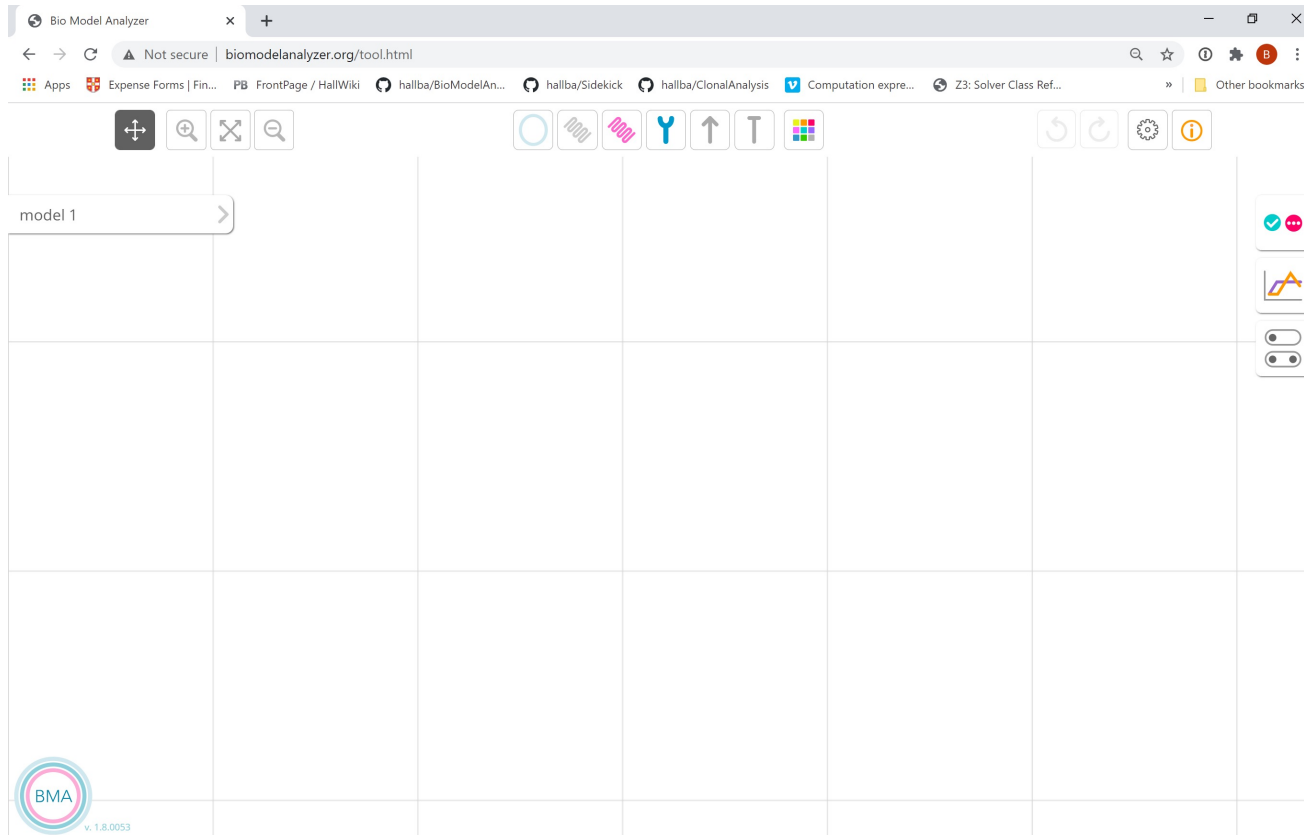 Bio Model Analyzer
Not secure | biomodelanalyzer.org/tool.html B
Apps Expense Forms | Fin... PB FrontPage / HallWiki hallba/BioModelAn... hallba/Sidekick hallba/ClonalAnalysis Computation expre... Z3: Solver Class Ref... » Other bookmarks
model 1
BMA
v. 1.8.0053